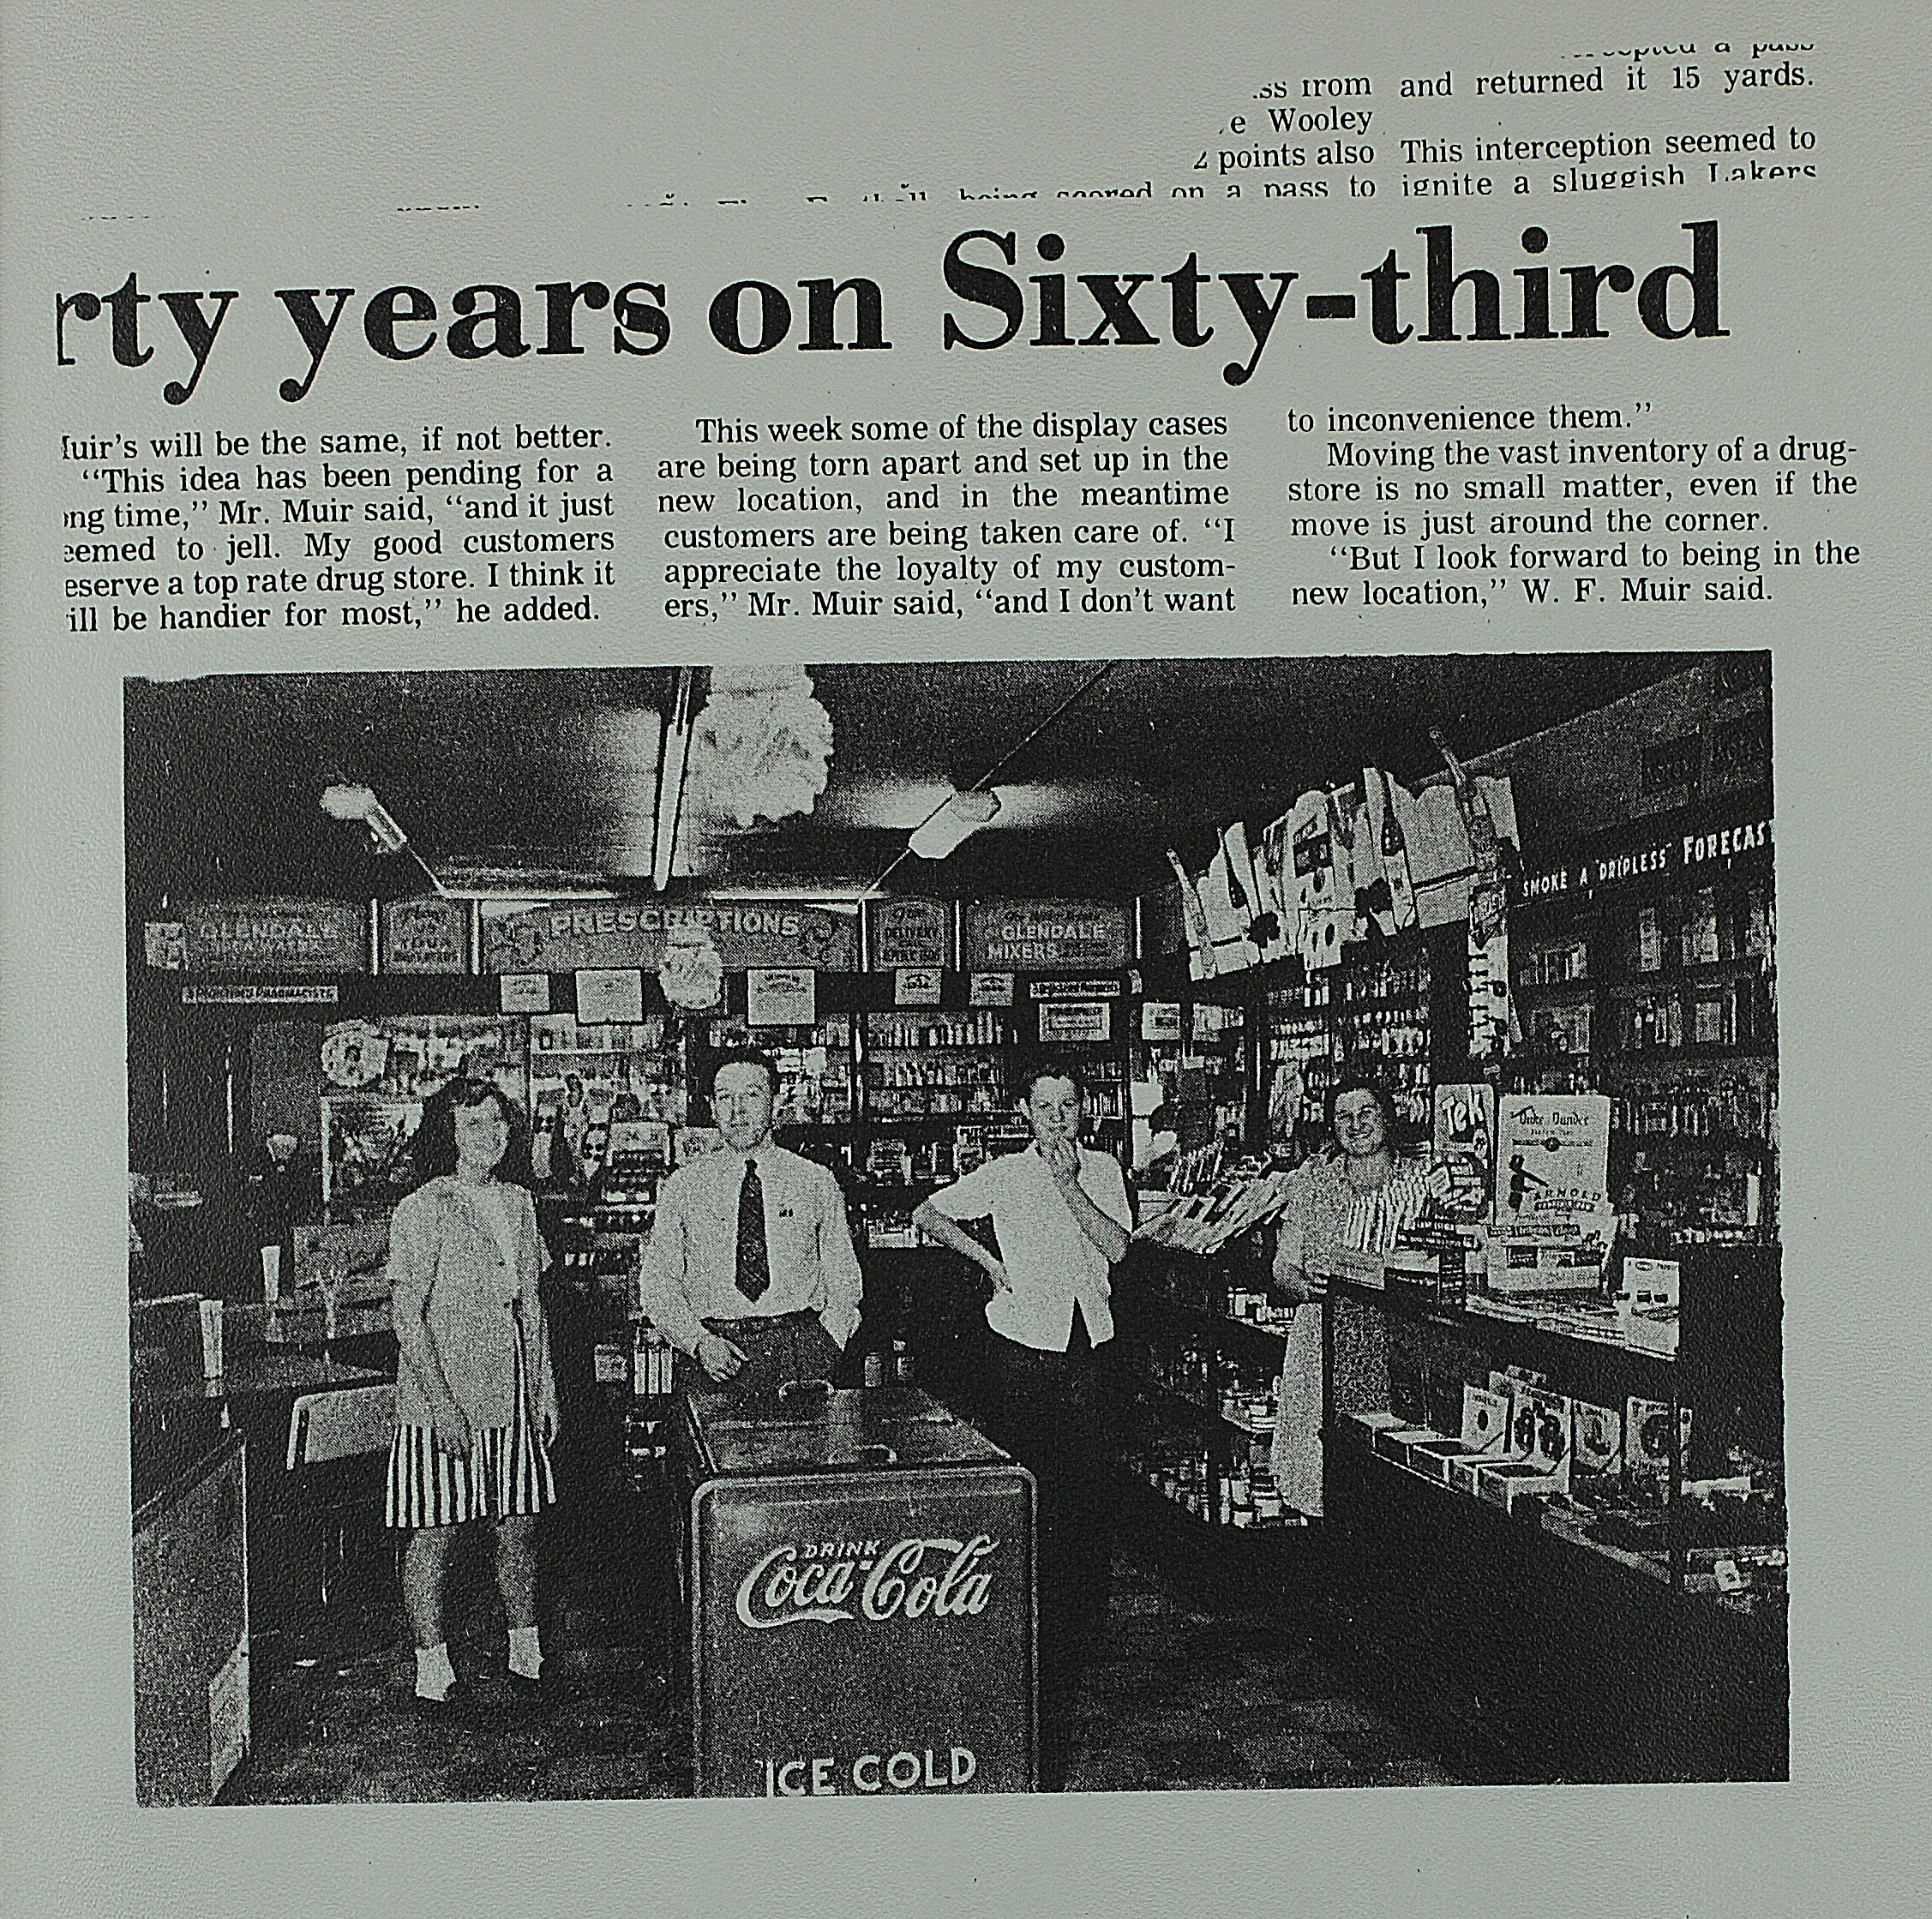 and returned it 15 yards.
Wooley
points also
This interception seemed to
on a pass to
ignite a sluggish Lakers
rty years on Sixty-third
uir's will be the same, if not better.
"This idea has been pending for a
ng time," Mr. Muir said, "and it just
eemed to jell. My good customers
eserve a top rate drug store. I think it
ill be handier for most," he added.
This week some of the display cases
are being torn apart and set up in the
new location, and in the meantime
customers are being taken care of. "I
appreciate the loyalty of my custom-
ers," Mr. Muir said, "and I don't want
to inconvenience them."
Moving the vast inventory of a drug-
store is no small matter, even if the
move is just around the corner.
"But I look forward to being in the
new location," W. F. Muir said.
SMOKE A "DRIPLESS" FORECAS
GLENDALE
PRESCRIPTIONS
GLENDALE
MIXERS
Tek
ARNOLD
DRINK
Coca-Cola
ICE COLD